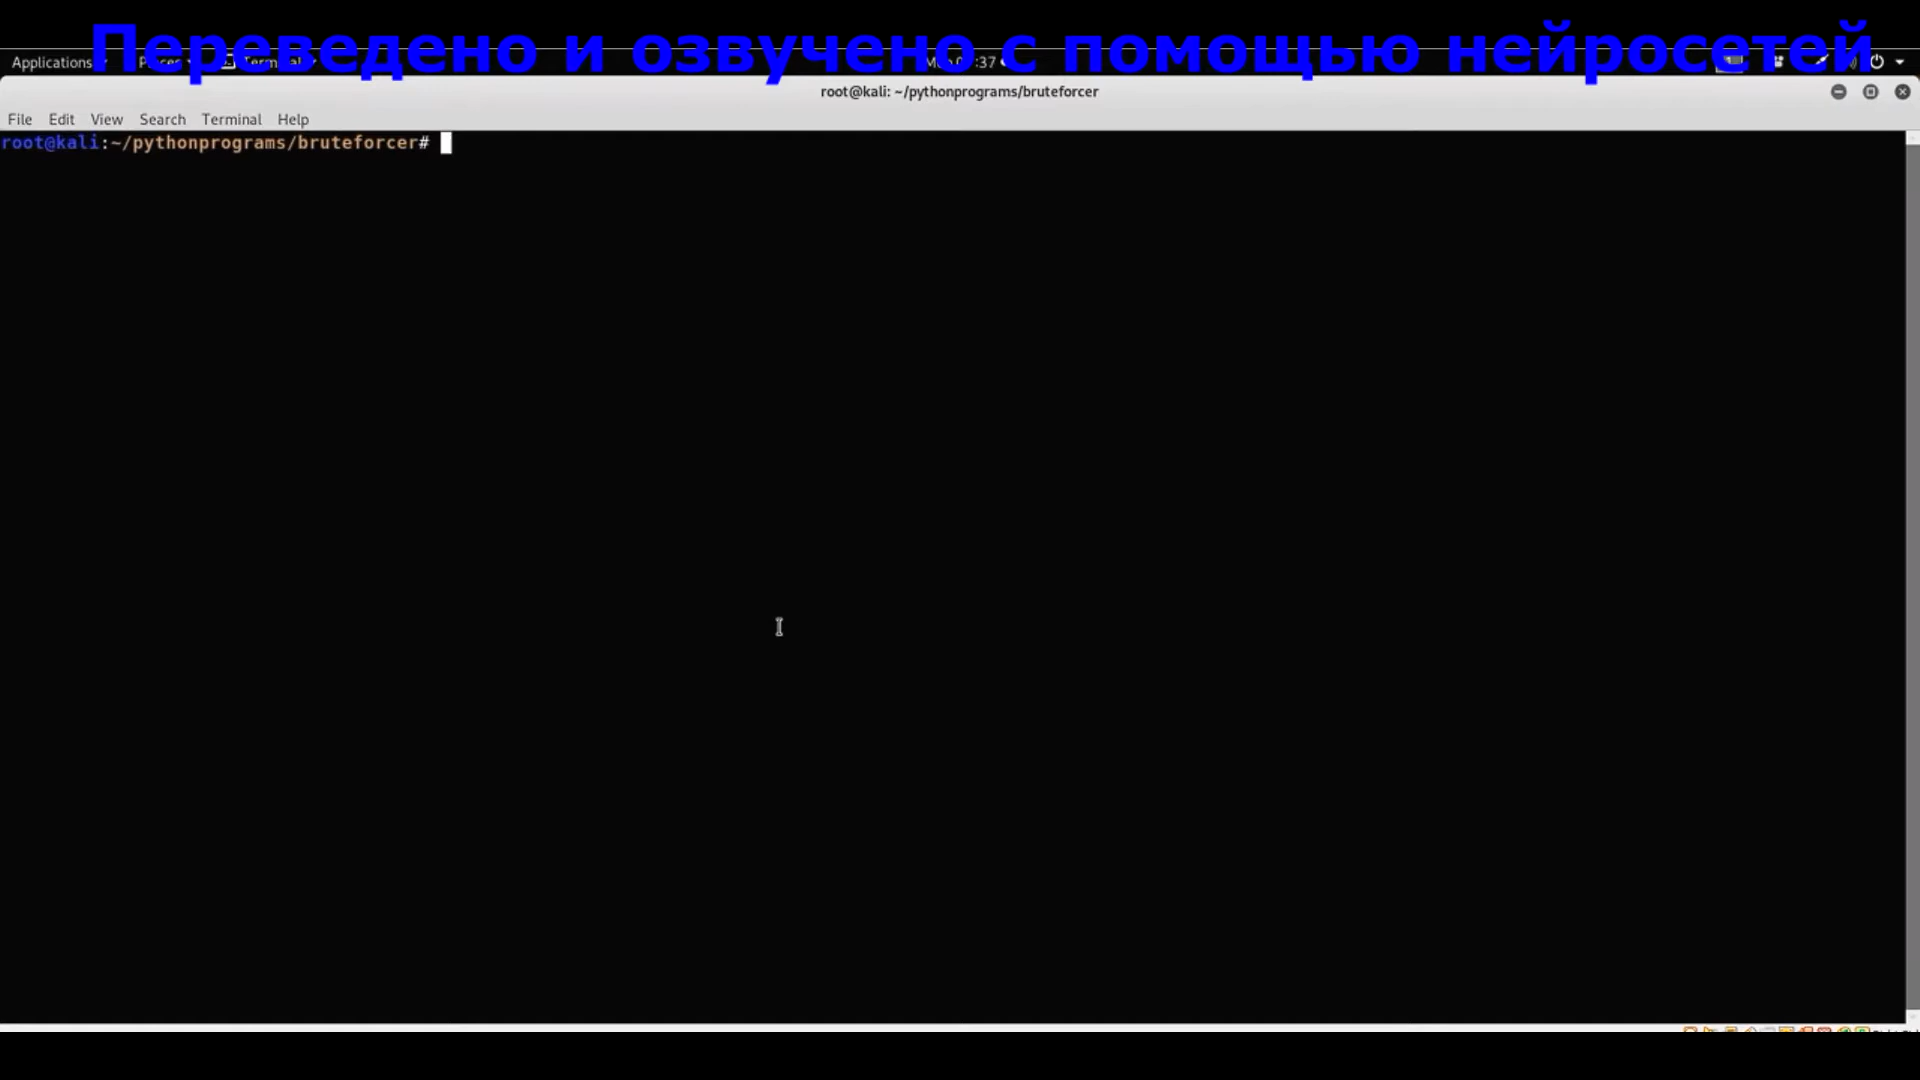 Переведено и озвучено с помощью нейросетей
Applications
root@kali: ~/pythonprograms/bruteforcer
File Edit View Search Terminal Help
root@kali:~/pythonprograms/bruteforcer#